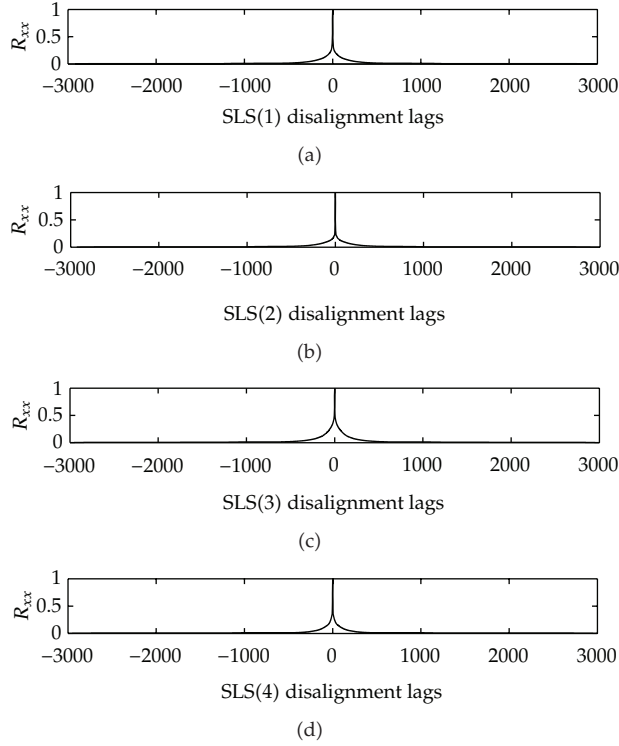 1
0.5
0
R_xx
−3000 −2000 −1000 0 1000 2000 3000
SLS(1) disalignment lags
(a)
1
0.5
0
R_xx
−3000 −2000 −1000 0 1000 2000 3000
SLS(2) disalignment lags
(b)
1
0.5
0
R_xx
−3000 −2000 −1000 0 1000 2000 3000
SLS(3) disalignment lags
(c)
1
0.5
0
R_xx
−3000 −2000 −1000 0 1000 2000 3000
SLS(4) disalignment lags
(d)